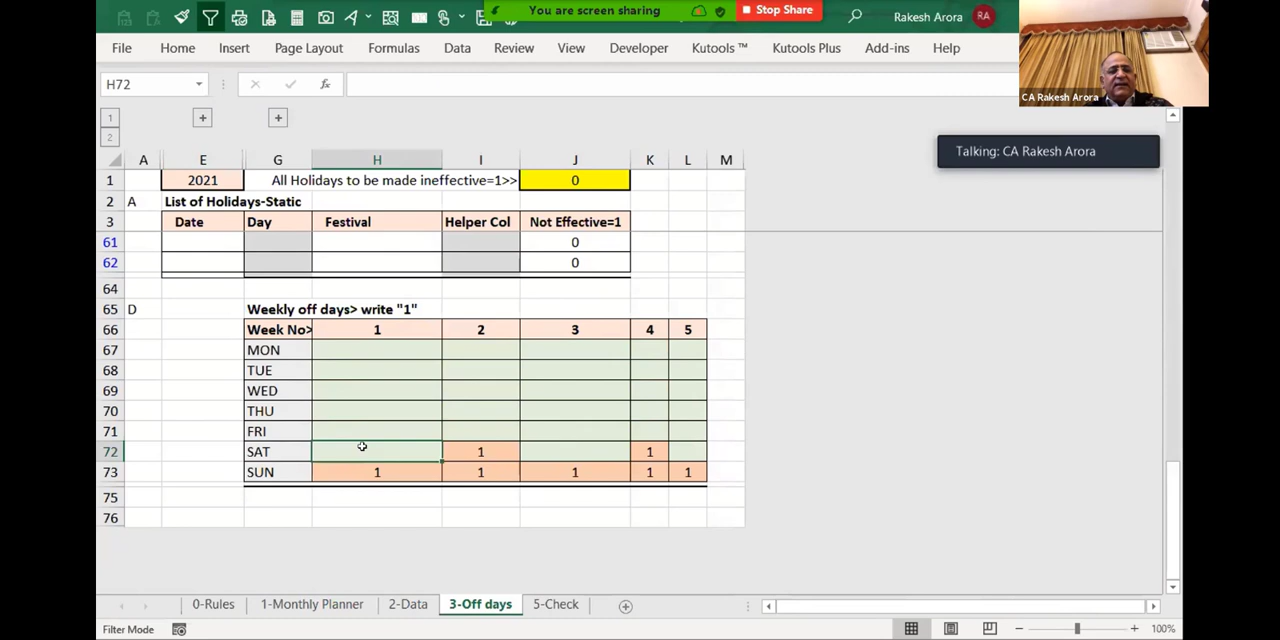 You are screen sharing
Stop Share
Rakesh Arora
RA
File Home Insert Page Layout Formulas Data Review View Developer Kutools ™ Kutools Plus Add-ins Help
CA Rakesh Arora
H72 fx
1
2
Talking: CA Rakesh Arora
A E G H I J K L M
1 2021 All Holidays to be made ineffective=1>> 0
2 A List of Holidays-Static
3 Date Day Festival Helper Col Not Effective=1
61 0
62 0
64
65 D Weekly off days> write "1"
66 Week No> 1 2 3 4 5
67 MON
68 TUE
69 WED
70 THU
71 FRI
72 SAT 1 1
73 SUN 1 1 1 1 1
75
76
0-Rules 1-Monthly Planner 2-Data 3-Off days 5-Check
Filter Mode 100%